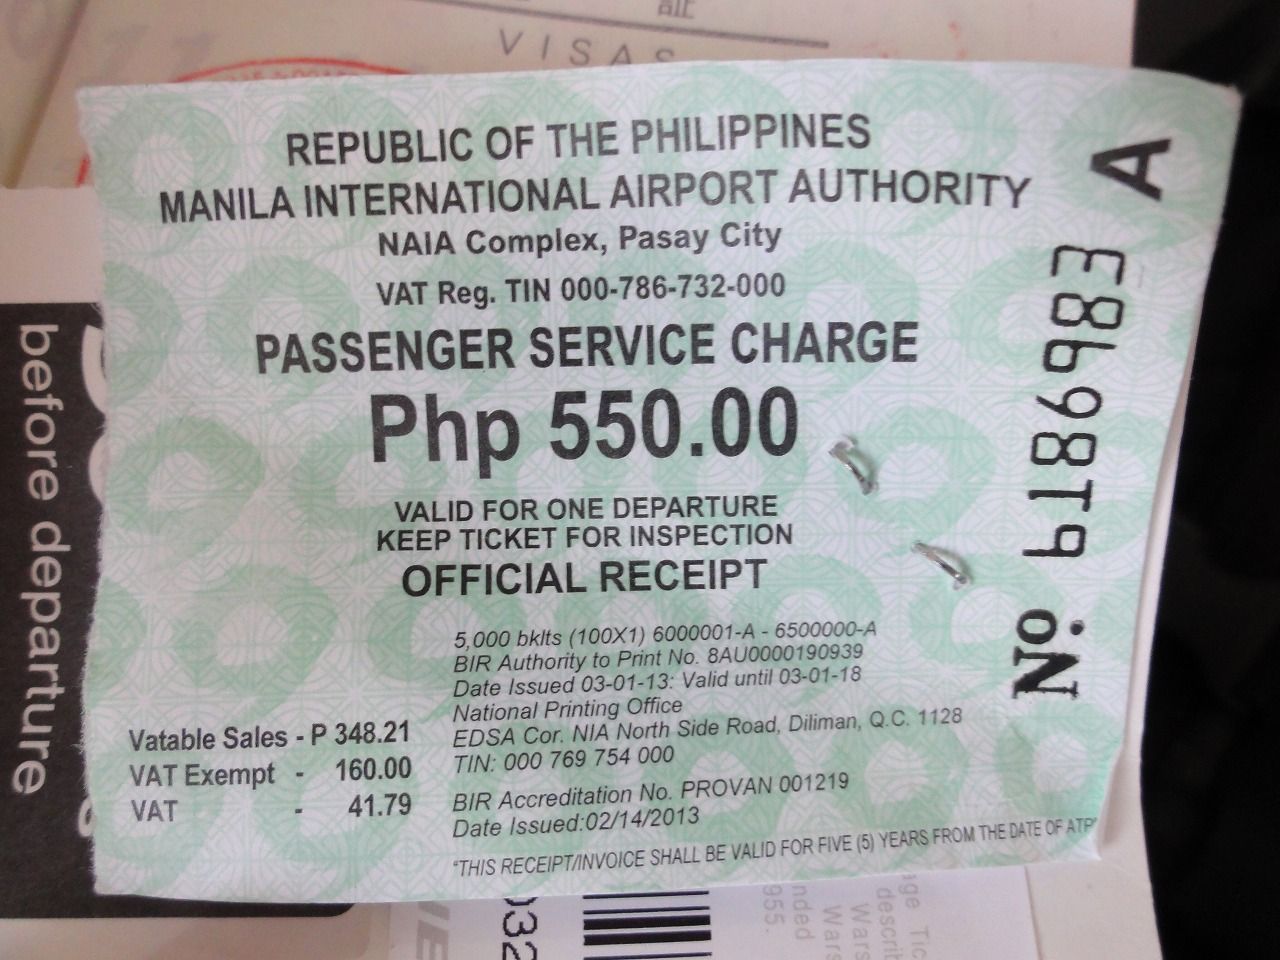 alt
VISAS
REPUBLIC OF THE PHILIPPINES
MANILA INTERNATIONAL AIRPORT AUTHORITY
NAIA Complex, Pasay City
VAT Reg. TIN 000-786-732-000
PASSENGER SERVICE CHARGE
Php 550.00
VALID FOR ONE DEPARTURE
KEEP TICKET FOR INSPECTION
OFFICIAL RECEIPT
5,000 bklts (100X1) 6000001-A - 6500000-A
BIR Authority to Print No. 8AU0000190939
Date Issued 03-01-13: Valid until 03-01-18
National Printing Office
EDSA Cor. NIA North Side Road, Diliman, Q.C. 1128
TIN: 000 769 754 000
BIR Accreditation No. PROVAN 001219
Date Issued:02/14/2013
Vatable Sales - P 348.21
VAT Exempt - 160.00
VAT - 41.79
"THIS RECEIPT/INVOICE SHALL BE VALID FOR FIVE (5) YEARS FROM THE DATE OF ATP"
No. 6189683 A
before departure
032